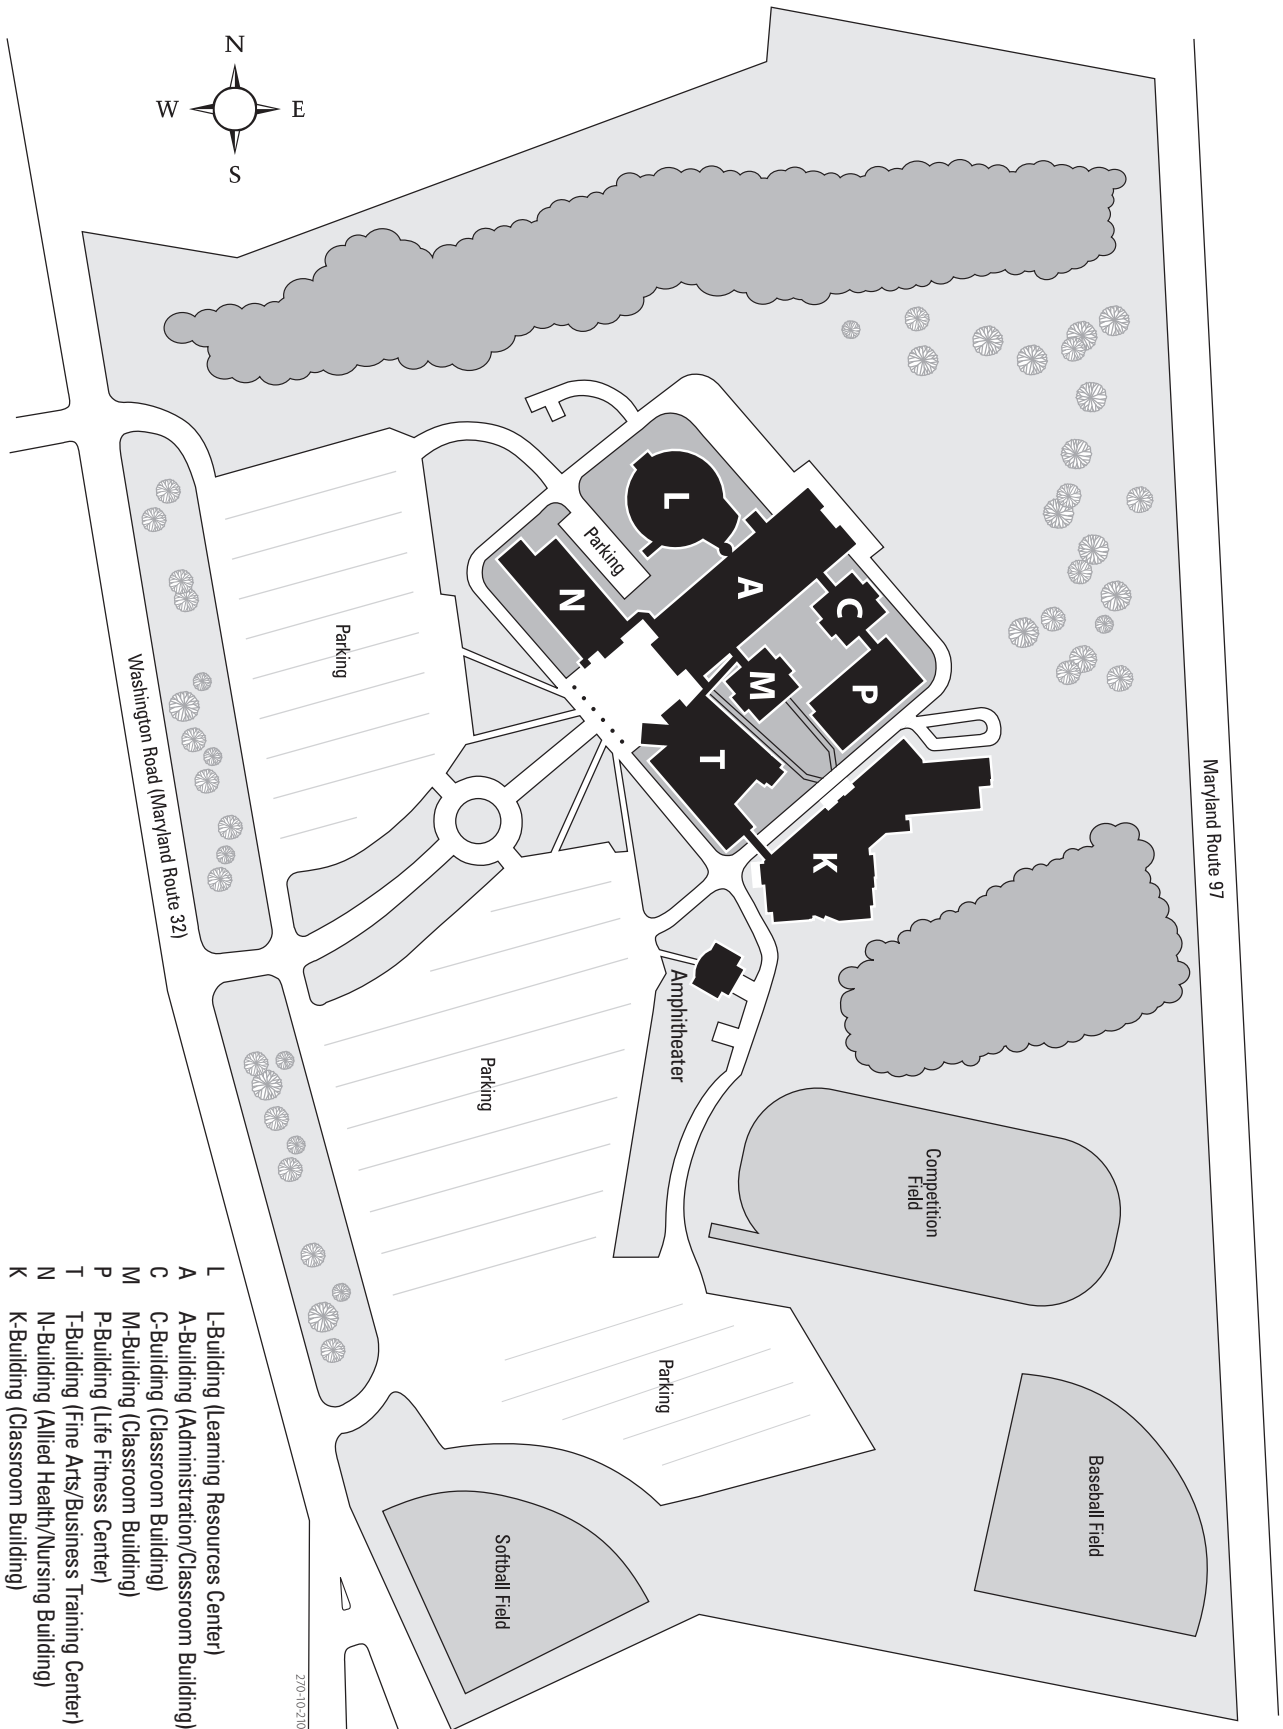 N
W E
S
Maryland Route 97
Washington Road (Maryland Route 32)
L
A
C
M
P
N
T
K
Parking
Parking
Parking
Parking
Amphitheater
Competition
Field
Baseball Field
Softball Field
L L-Building (Learning Resources Center)
A A-Building (Administration/Classroom Building)
C C-Building (Classroom Building)
M M-Building (Classroom Building)
P P-Building (Life Fitness Center)
T T-Building (Fine Arts/Business Training Center)
N N-Building (Allied Health/Nursing Building)
K K-Building (Classroom Building)
270-10-210